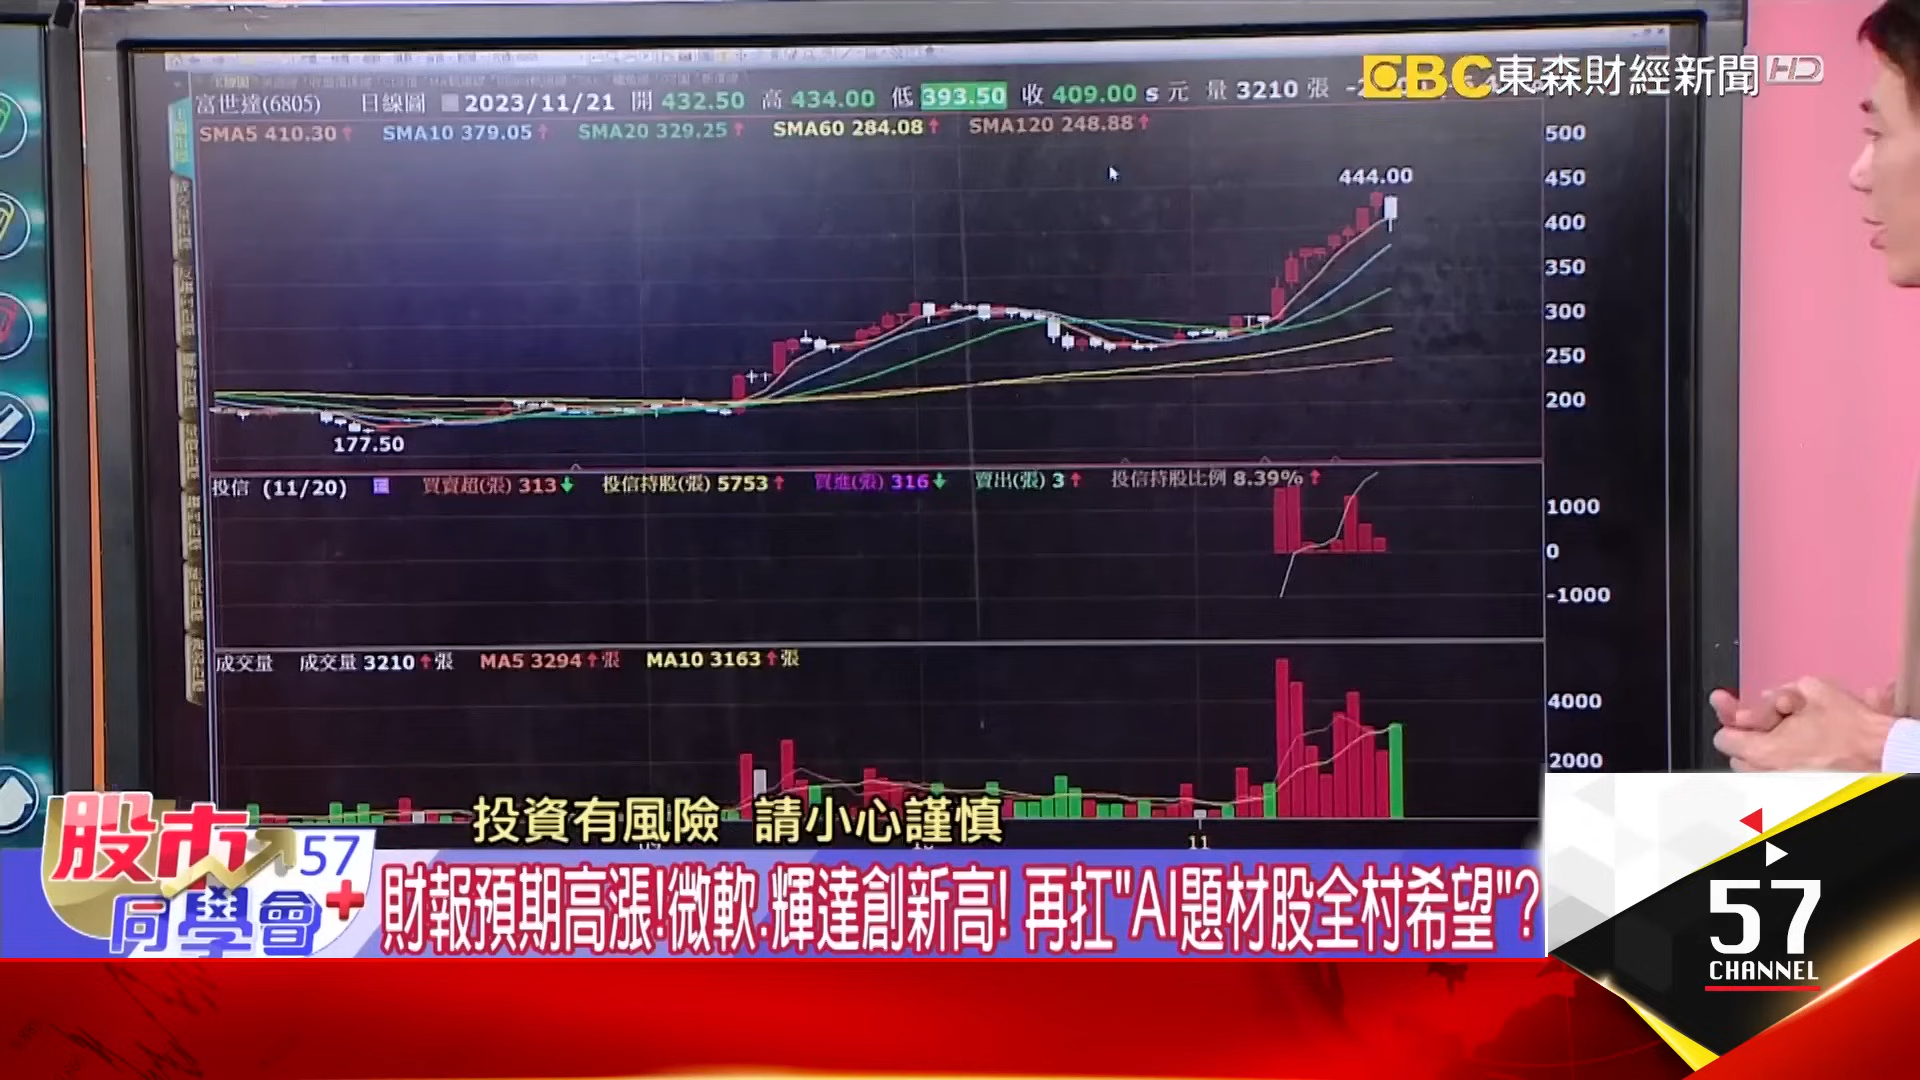 EBC東森財經新聞 HD
富世達(6805) 日線圖 2023/11/21 開 432.50 高 434.00 低 393.50 收 409.00 s 元 量 3210 張
SMA5 410.30↑ SMA10 379.05↑ SMA20 329.25↑ SMA60 284.08↑ SMA120 248.88↑
500
444.00
450
400
350
300
250
200
177.50
投信 (11/20) 買賣超(張) 313↓ 投信持股(張) 5753↑ 買進(張) 316↓ 賣出(張) 3↑ 投信持股比例 8.39%↑
1000
0
-1000
成交量 成交量 3210↑張 MA5 3294↑張 MA10 3163↑張
4000
2000
11
投資有風險 請小心謹慎
股市 57
同學會+
財報預期高漲!微軟.輝達創新高! 再扛"AI題材股全村希望"?
57
CHANNEL